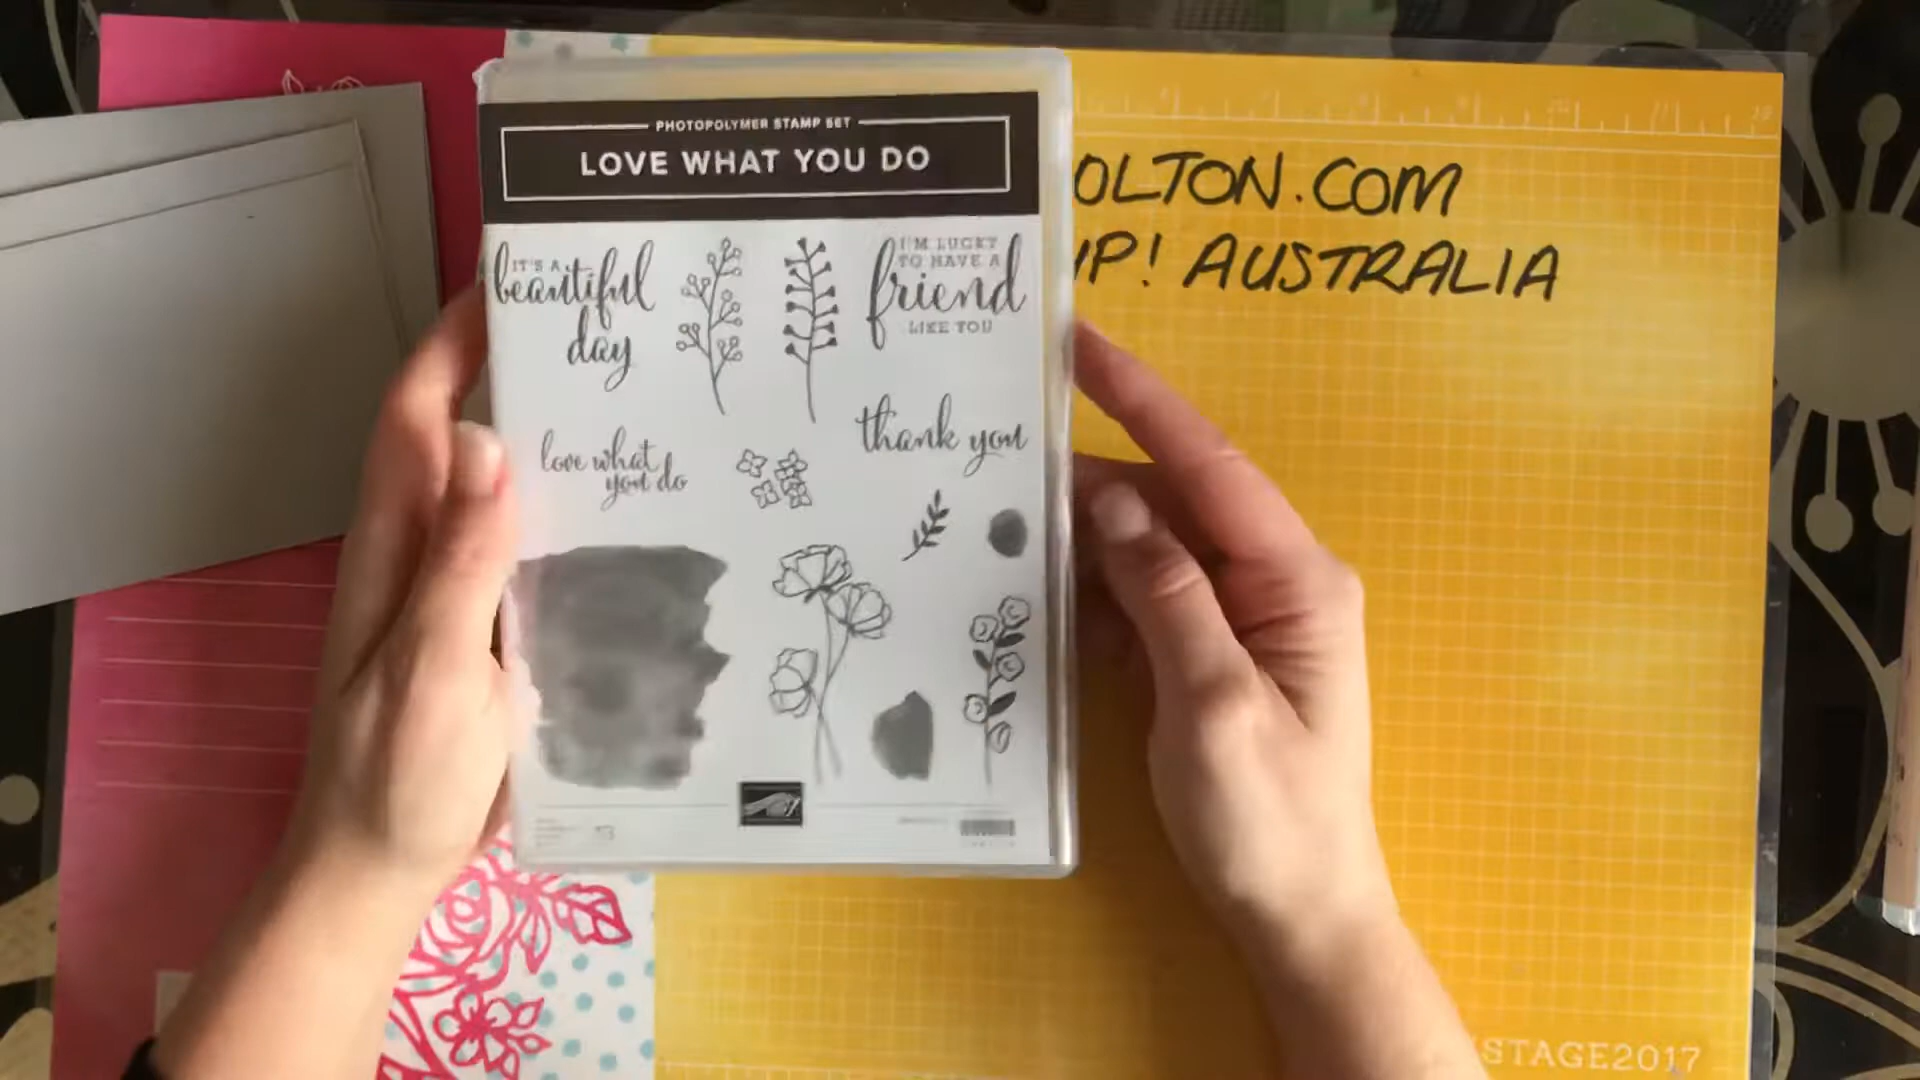 PHOTOPOLYMER STAMP SET
LOVE WHAT YOU DO
IT'S A
beautiful
day
I'M LUCKY
TO HAVE A
friend
LIKE YOU
thank you
love what
you do
OLTON.COM
UP! AUSTRALIA
STAGE2017